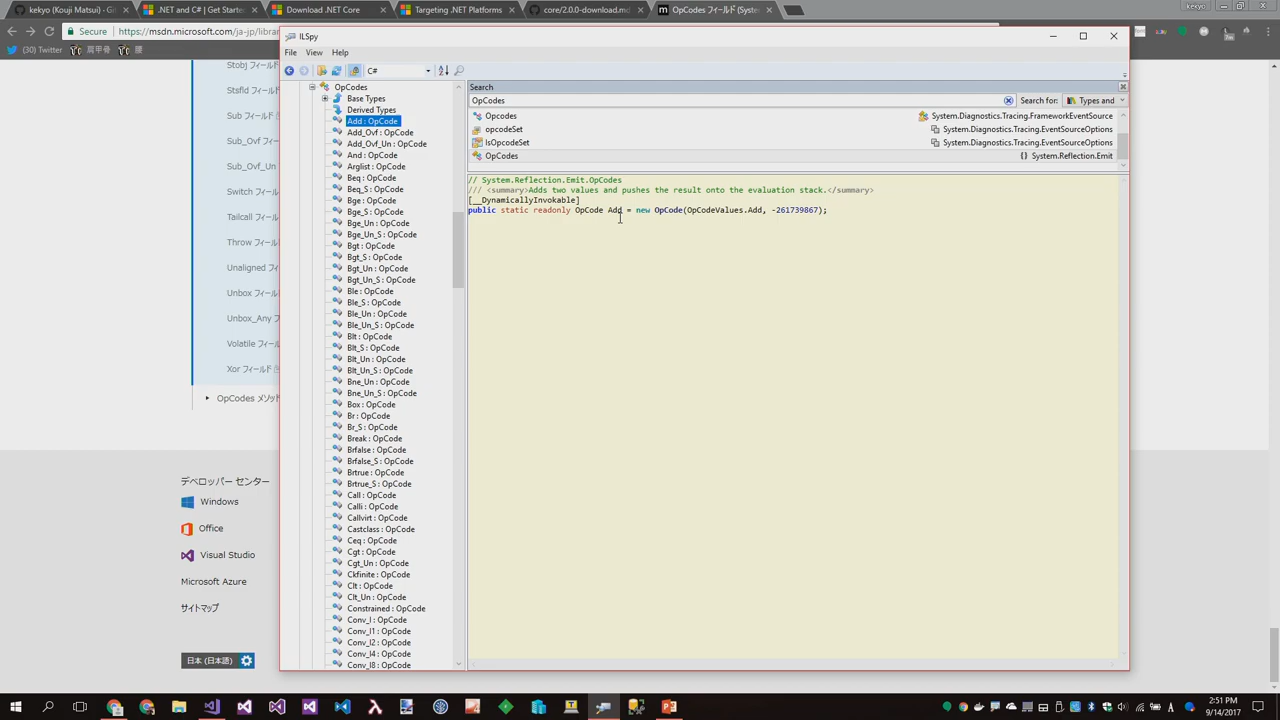 kekyo (Kouji Matsui) · Git
.NET and C# | Get Starte
Download .NET Core
Targeting .NET Platforms
core/2.0.0-download.md
OpCodes フィールド (System
kekyo
Secure
https://msdn.microsoft.com/ja-jp/librar
(30) Twitter
肩甲骨
腰
Stobj フィールド
Stsfld フィールド
Sub フィールド
Sub_Ovf フィール
Sub_Ovf_Un
Switch フィールド
Tailcall フィールド
Throw フィールド
Unaligned フィ
Unbox フィールド
Unbox_Any フ
Volatile フィール
Xor フィールド
OpCodes メソッド
デベロッパー センター
Windows
Office
Visual Studio
Microsoft Azure
サイトマップ
日本 (日本語)
ILSpy
File View Help
C#
OpCodes
Base Types
Derived Types
Add : OpCode
Add_Ovf : OpCode
Add_Ovf_Un : OpCode
And : OpCode
Arglist : OpCode
Beq : OpCode
Beq_S : OpCode
Bge : OpCode
Bge_S : OpCode
Bge_Un : OpCode
Bge_Un_S : OpCode
Bgt : OpCode
Bgt_S : OpCode
Bgt_Un : OpCode
Bgt_Un_S : OpCode
Ble : OpCode
Ble_S : OpCode
Ble_Un : OpCode
Ble_Un_S : OpCode
Blt : OpCode
Blt_S : OpCode
Blt_Un : OpCode
Blt_Un_S : OpCode
Bne_Un : OpCode
Bne_Un_S : OpCode
Box : OpCode
Br : OpCode
Br_S : OpCode
Break : OpCode
Brfalse : OpCode
Brfalse_S : OpCode
Brtrue : OpCode
Brtrue_S : OpCode
Call : OpCode
Calli : OpCode
Callvirt : OpCode
Castclass : OpCode
Ceq : OpCode
Cgt : OpCode
Cgt_Un : OpCode
Ckfinite : OpCode
Clt : OpCode
Clt_Un : OpCode
Constrained : OpCode
Conv_I : OpCode
Conv_I1 : OpCode
Conv_I2 : OpCode
Conv_I4 : OpCode
Conv_I8 : OpCode
Search
OpCodes
Search for:
Types and
Opcodes
System.Diagnostics.Tracing.FrameworkEventSource
opcodeSet
System.Diagnostics.Tracing.EventSourceOptions
IsOpcodeSet
System.Diagnostics.Tracing.EventSourceOptions
OpCodes
{} System.Reflection.Emit
// System.Reflection.Emit.OpCodes
/// <summary>Adds two values and pushes the result onto the evaluation stack.</summary>
[__DynamicallyInvokable]
public static readonly OpCode Add = new OpCode(OpCodeValues.Add, -261739867);
2:51 PM
9/14/2017